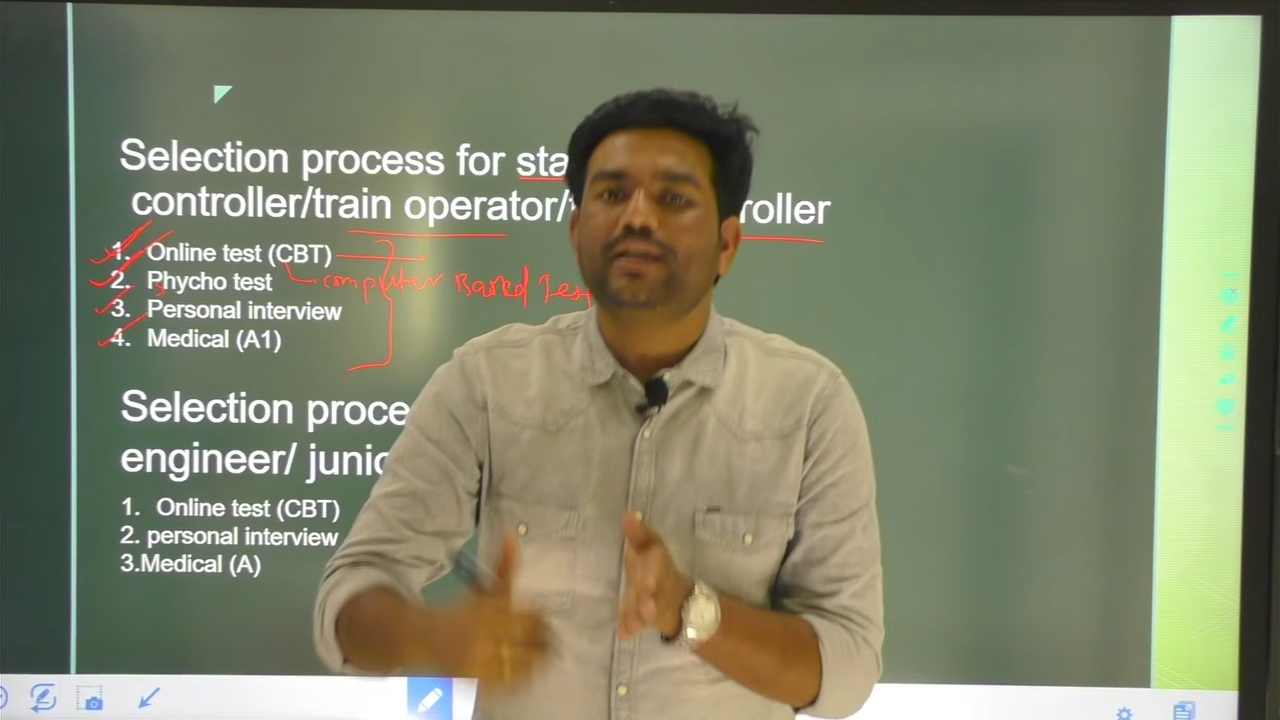 Selection process for sta
controller/train operator/ roller
1. Online test (CBT)
2. Phycho test computer Based Test
3. Personal interview
4. Medical (A1)
Selection proce
engineer/ junio
1. Online test (CBT)
2. personal interview
3.Medical (A)